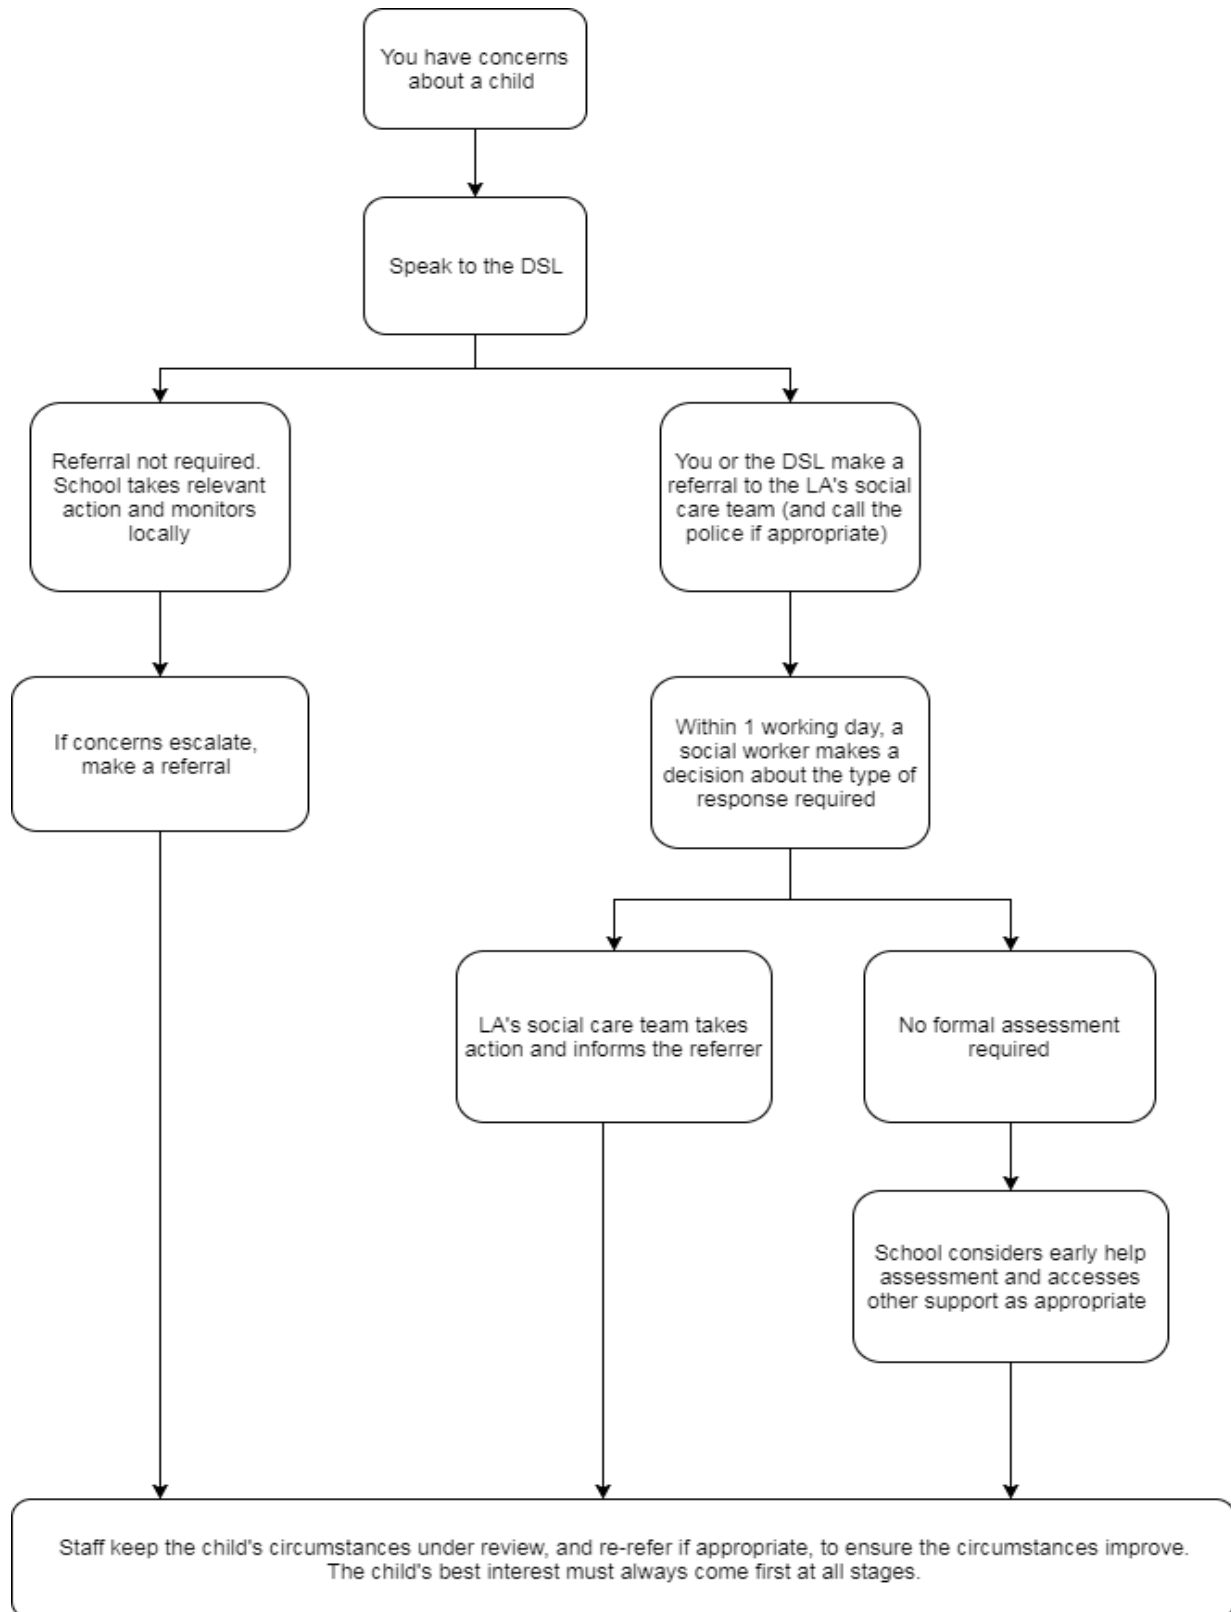 You have concerns
about a child
Speak to the DSL
Referral not required.
School takes relevant
action and monitors
locally
You or the DSL make a
referral to the LA's social
care team (and call the
police if appropriate)
If concerns escalate,
make a referral
Within 1 working day, a
social worker makes a
decision about the type of
response required
LA's social care team takes
action and informs the referrer
No formal assessment
required
School considers early help
assessment and accesses
other support as appropriate
Staff keep the child's circumstances under review, and re-refer if appropriate, to ensure the circumstances improve.
The child's best interest must always come first at all stages.